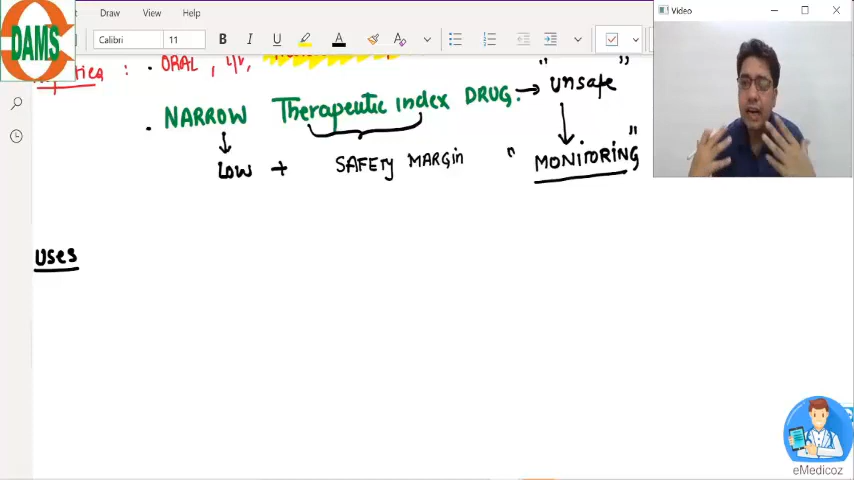 DAMS
Draw View Help
Video
Calibri 11 B I U
: • ORAL, i/v,
• NARROW Therapeutic index DRUG. → "unsafe"
Low + SAFETY MARGIN "MONITORING"
Uses
eMedicoz